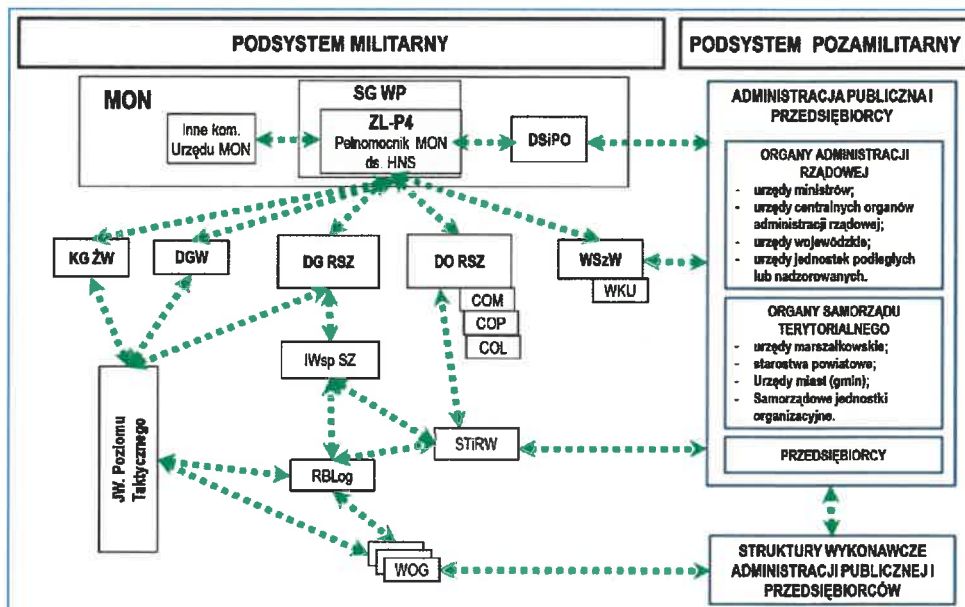 PODSYSTEM MILITARNY
PODSYSTEM POZAMILITARNY
MON
SG WP
ZL-P4
Pełnomocnik MON
ds. HNS
Inne kom.
Urzędu MON
DSiPO
KG ŻW
DGW
DG RSZ
DO RSZ
COM
COP
COL
WSzW
WKU
IWsp SZ
JW. Poziomu
Taktycznego
RBLog
STiRW
WOG
ADMINISTRACJA PUBLICZNA I
PRZEDSIĘBIORCY
ORGANY ADMINISTRACJI
RZĄDOWEJ
- urzędy ministrów;
- urzędy centralnych organów
administracji rządowej;
- urzędy wojewódzkie;
- urzędy jednostek podległych
lub nadzorowanych.
ORGANY SAMORZĄDU
TERYTORIALNEGO
- urzędy marszałkowskie;
- starostwa powiatowe;
- Urzędy miast (gmin);
- Samorządowe jednostki
organizacyjne.
PRZEDSIĘBIORCY
STRUKTURY WYKONAWCZE
ADMINISTRACJI PUBLICZNEJ I
PRZEDSIĘBIORCÓW